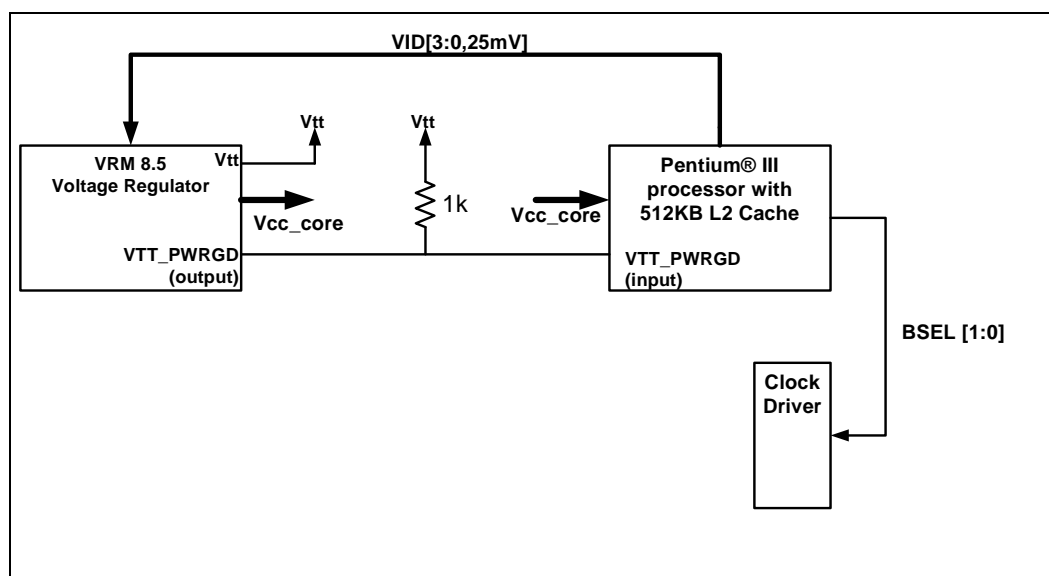 VID[3:0,25mV]
Vtt
Vtt
VRM 8.5
Voltage Regulator
Vtt
Vcc_core
VTT_PWRGD
(output)
1k
Vcc_core
Pentium® III
processor with
512KB L2 Cache
VTT_PWRGD
(input)
BSEL [1:0]
Clock
Driver